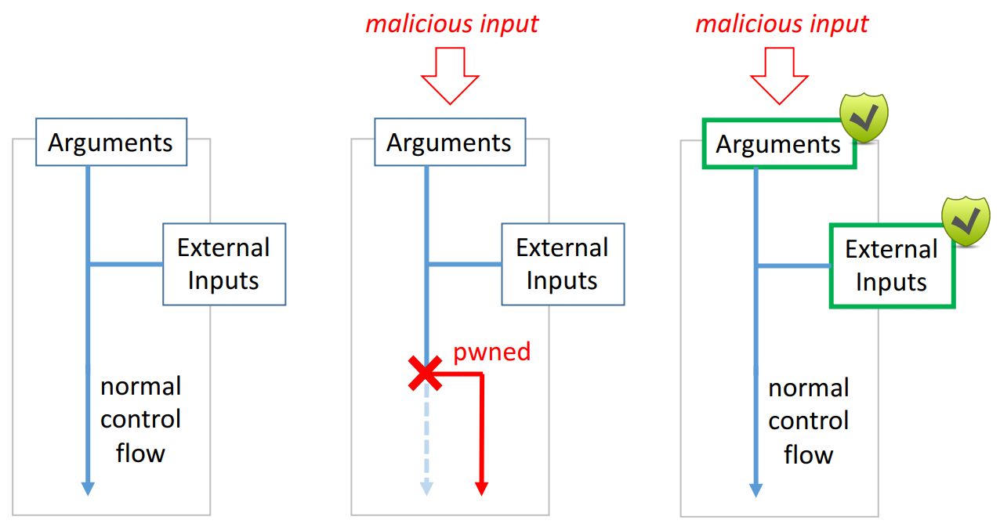 malicious input
malicious input
Arguments
Arguments
Arguments
External
Inputs
External
Inputs
External
Inputs
pwned
normal
control
flow
normal
control
flow